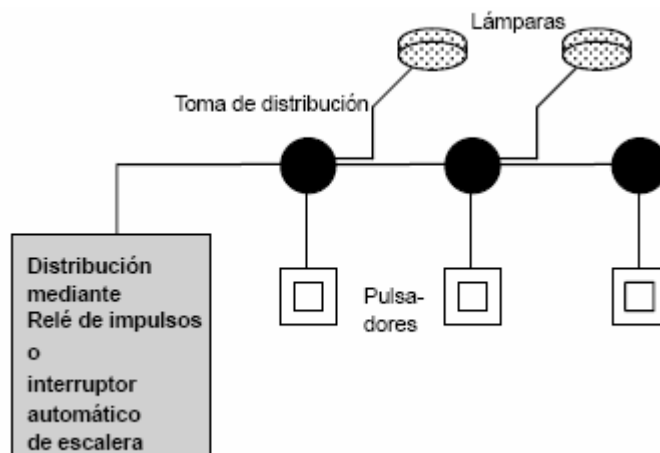 Lámparas
Toma de distribución
Distribución
mediante
Relé de impulsos
o
interruptor
automático
de escalera
Pulsa-
dores